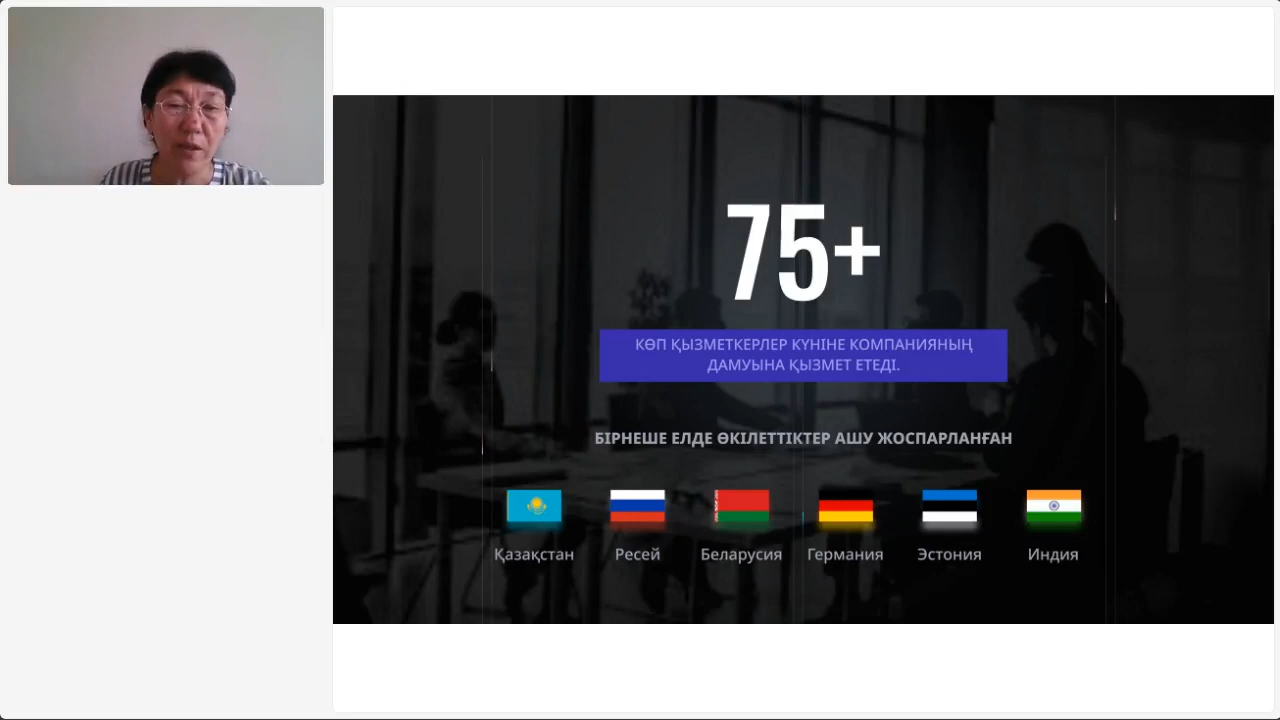 75+
КӨП ҚЫЗМЕТКЕРЛЕР КҮНІНЕ КОМПАНИЯНЫҢ
ДАМУЫНА ҚЫЗМЕТ ЕТЕДІ.
БІРНЕШЕ ЕЛДЕ ӨКІЛЕТТІКТЕР АШУ ЖОСПАРЛАНҒАН
Қазақстан Ресей Беларусия Германия Эстония Индия